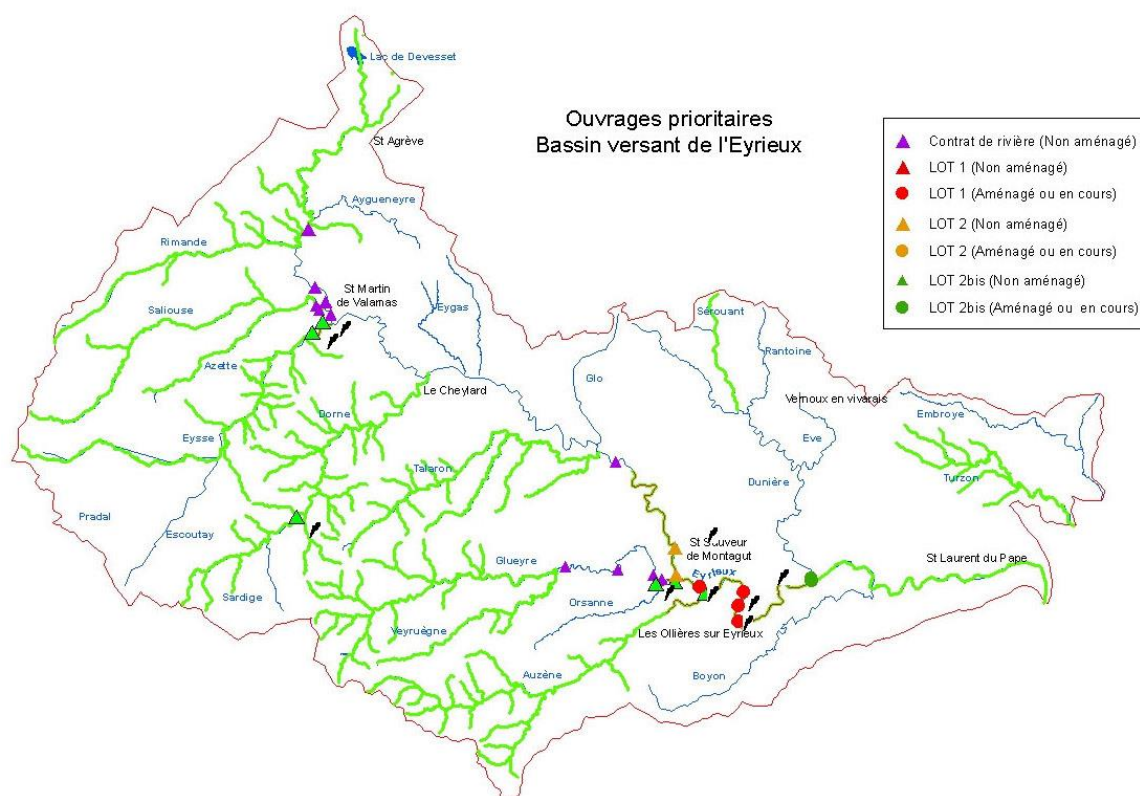 Lac de Devesset
Ouvrages prioritaires
Bassin versant de l'Eyrieux
Contrat de rivière (Non aménagé)
LOT 1 (Non aménagé)
LOT 1 (Aménagé ou en cours)
LOT 2 (Non aménagé)
LOT 2 (Aménagé ou en cours)
LOT 2bis (Non aménagé)
LOT 2bis (Aménagé ou en cours)
St Agrève
Aygueneyre
Rimande
St Martin
de Valamas
Saliouse
Eygas
Sérouant
Rantoine
Azette
Glo
Le Cheylard
Vernoux en vivarais
Dorne
Embroye
Eysse
Eve
Talaron
Dunière
Turzon
Pradal
Escoutay
St Sauveur
de Montagut
St Laurent du Pape
Glueyre
Eyrieux
Sardige
Orsanne
Veyruègne
Les Ollières sur Eyrieux
Auzène
Boyon